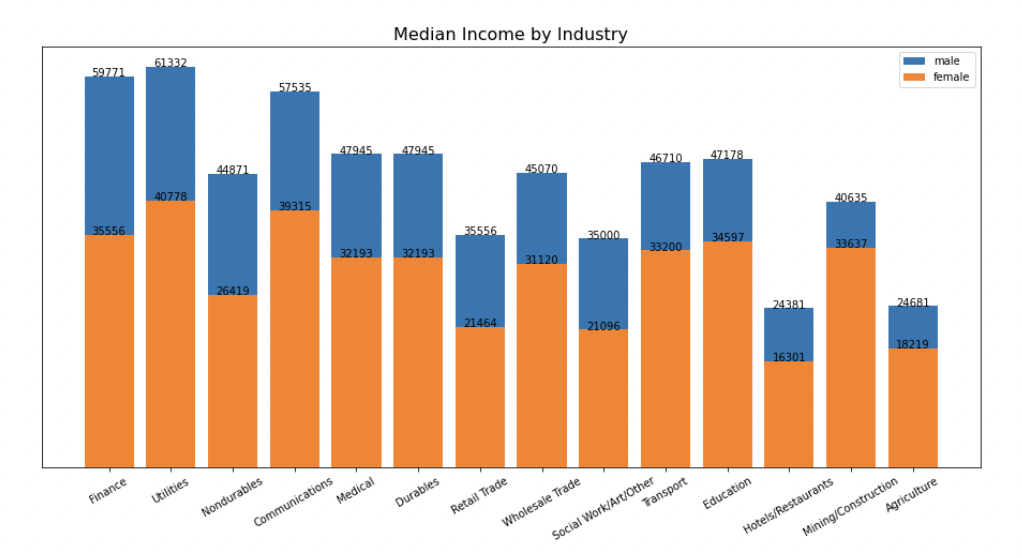 Median Income by Industry
male
female
59771
61332
44871
57535
47945
47945
35556
45070
35000
46710
47178
24381
40635
24681
35556
40778
26419
39315
32193
32193
21464
31120
21096
33200
34597
16301
33637
18219
Finance
Utilities
Nondurables
Communications
Medical
Durables
Retail Trade
Wholesale Trade
Social Work/Art/Other
Transport
Education
Hotels/Restaurants
Mining/Construction
Agriculture